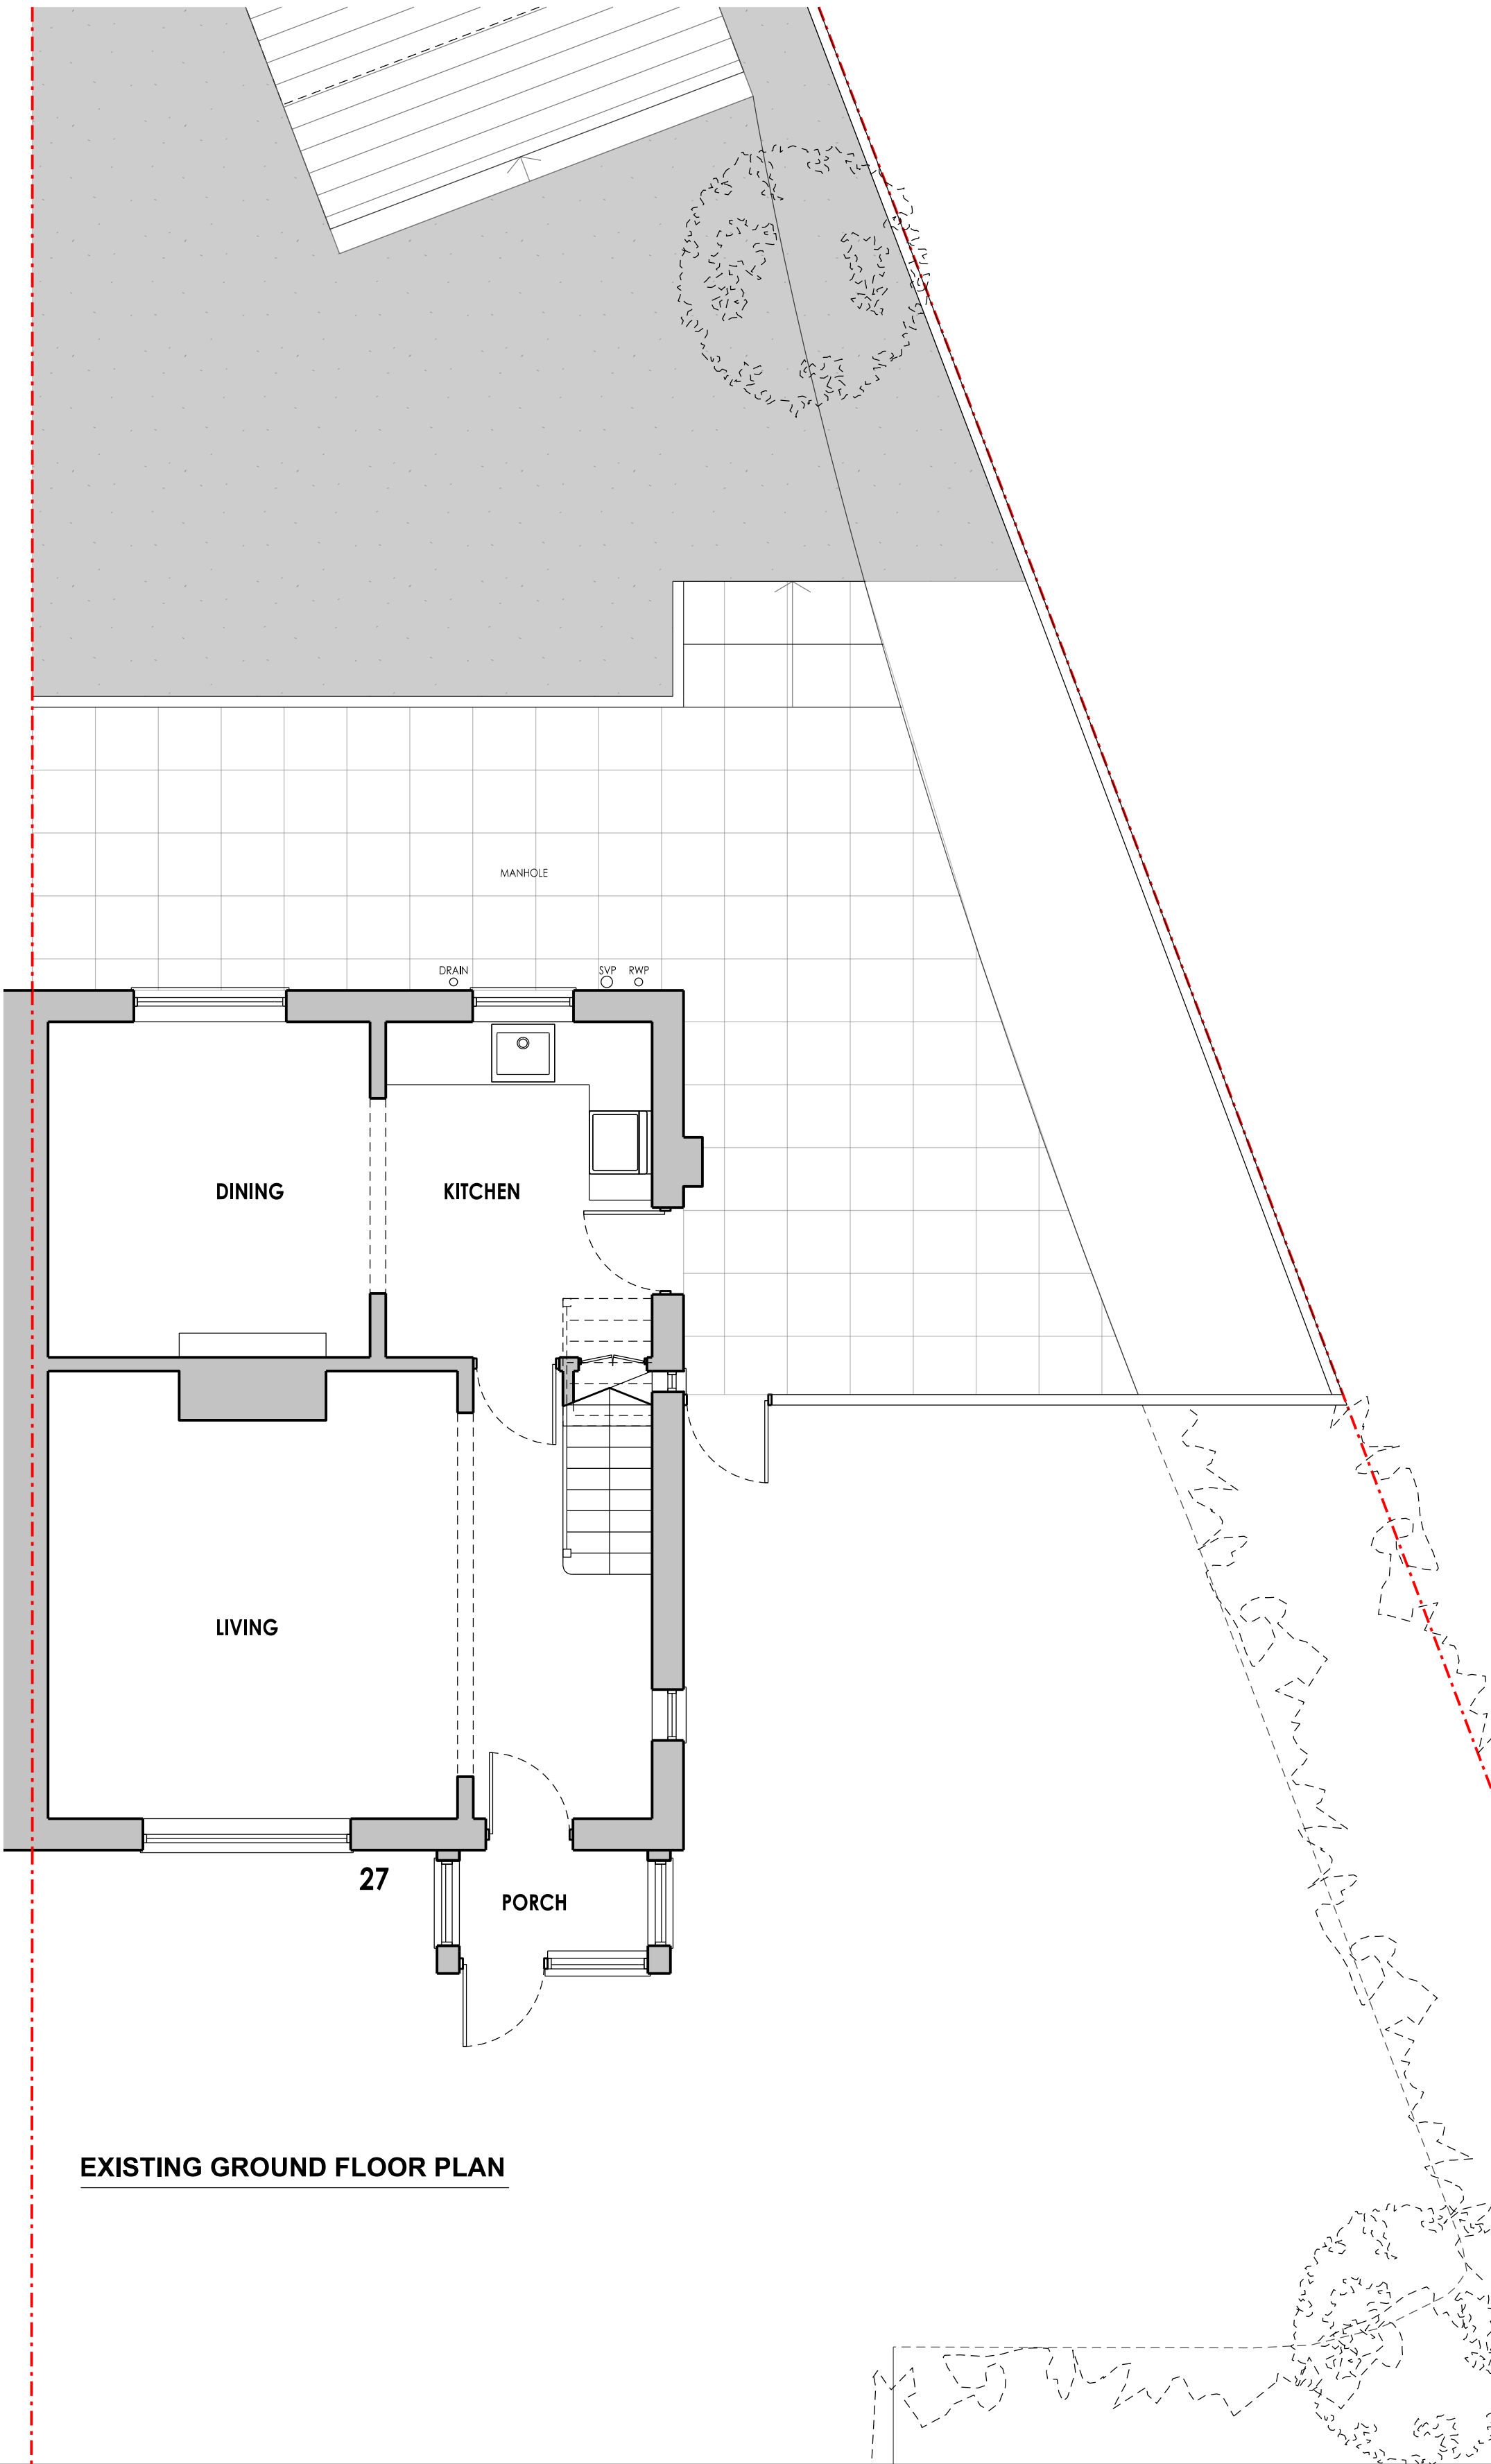 MANHOLE
DRAIN
SVP
RWP
DINING
KITCHEN
LIVING
27
PORCH
EXISTING GROUND FLOOR PLAN